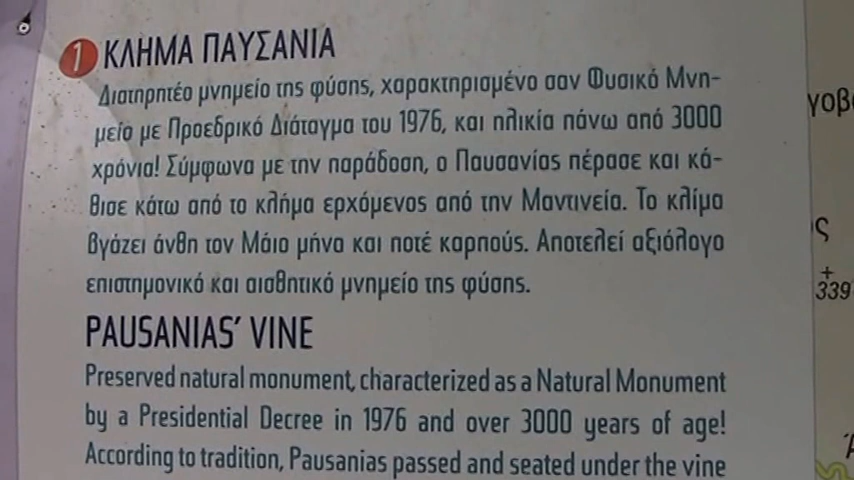 1 ΚΛΗΜΑ ΠΑΥΣΑΝΙΑ
Διατηρητέο μνημείο της φύσης, χαρακτηρισμένο σαν Φυσικό Μνη-
μείο με Προεδρικό Διάταγμα του 1976, και ηλικία πάνω από 3000
χρόνια! Σύμφωνα με την παράδοση, ο Παυσανίας πέρασε και κά-
θισε κάτω από το κλήμα ερχόμενος από την Μαντινεία. Το κλίμα
βγάζει άνθη τον Μάιο μήνα και ποτέ καρπούς. Αποτελεί αξιόλογο
επιστημονικό και αισθητικό μνημείο της φύσης.
PAUSANIAS' VINE
Preserved natural monument, characterized as a Natural Monument
by a Presidential Decree in 1976 and over 3000 years of age!
According to tradition, Pausanias passed and seated under the vine
γοβ
ς
+
339